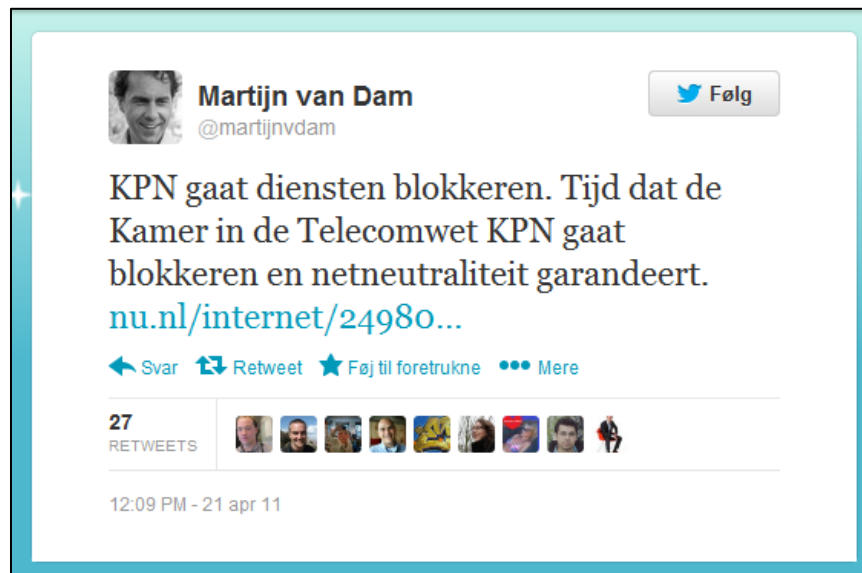 Martijn van Dam
@martijnvdam
Følg
KPN gaat diensten blokkeren. Tijd dat de
Kamer in de Telecomwet KPN gaat
blokkeren en netneutraliteit garandeert.
nu.nl/internet/24980...
Svar Retweet Føj til foretrukne Mere
27
RETWEETS
12:09 PM - 21 apr 11